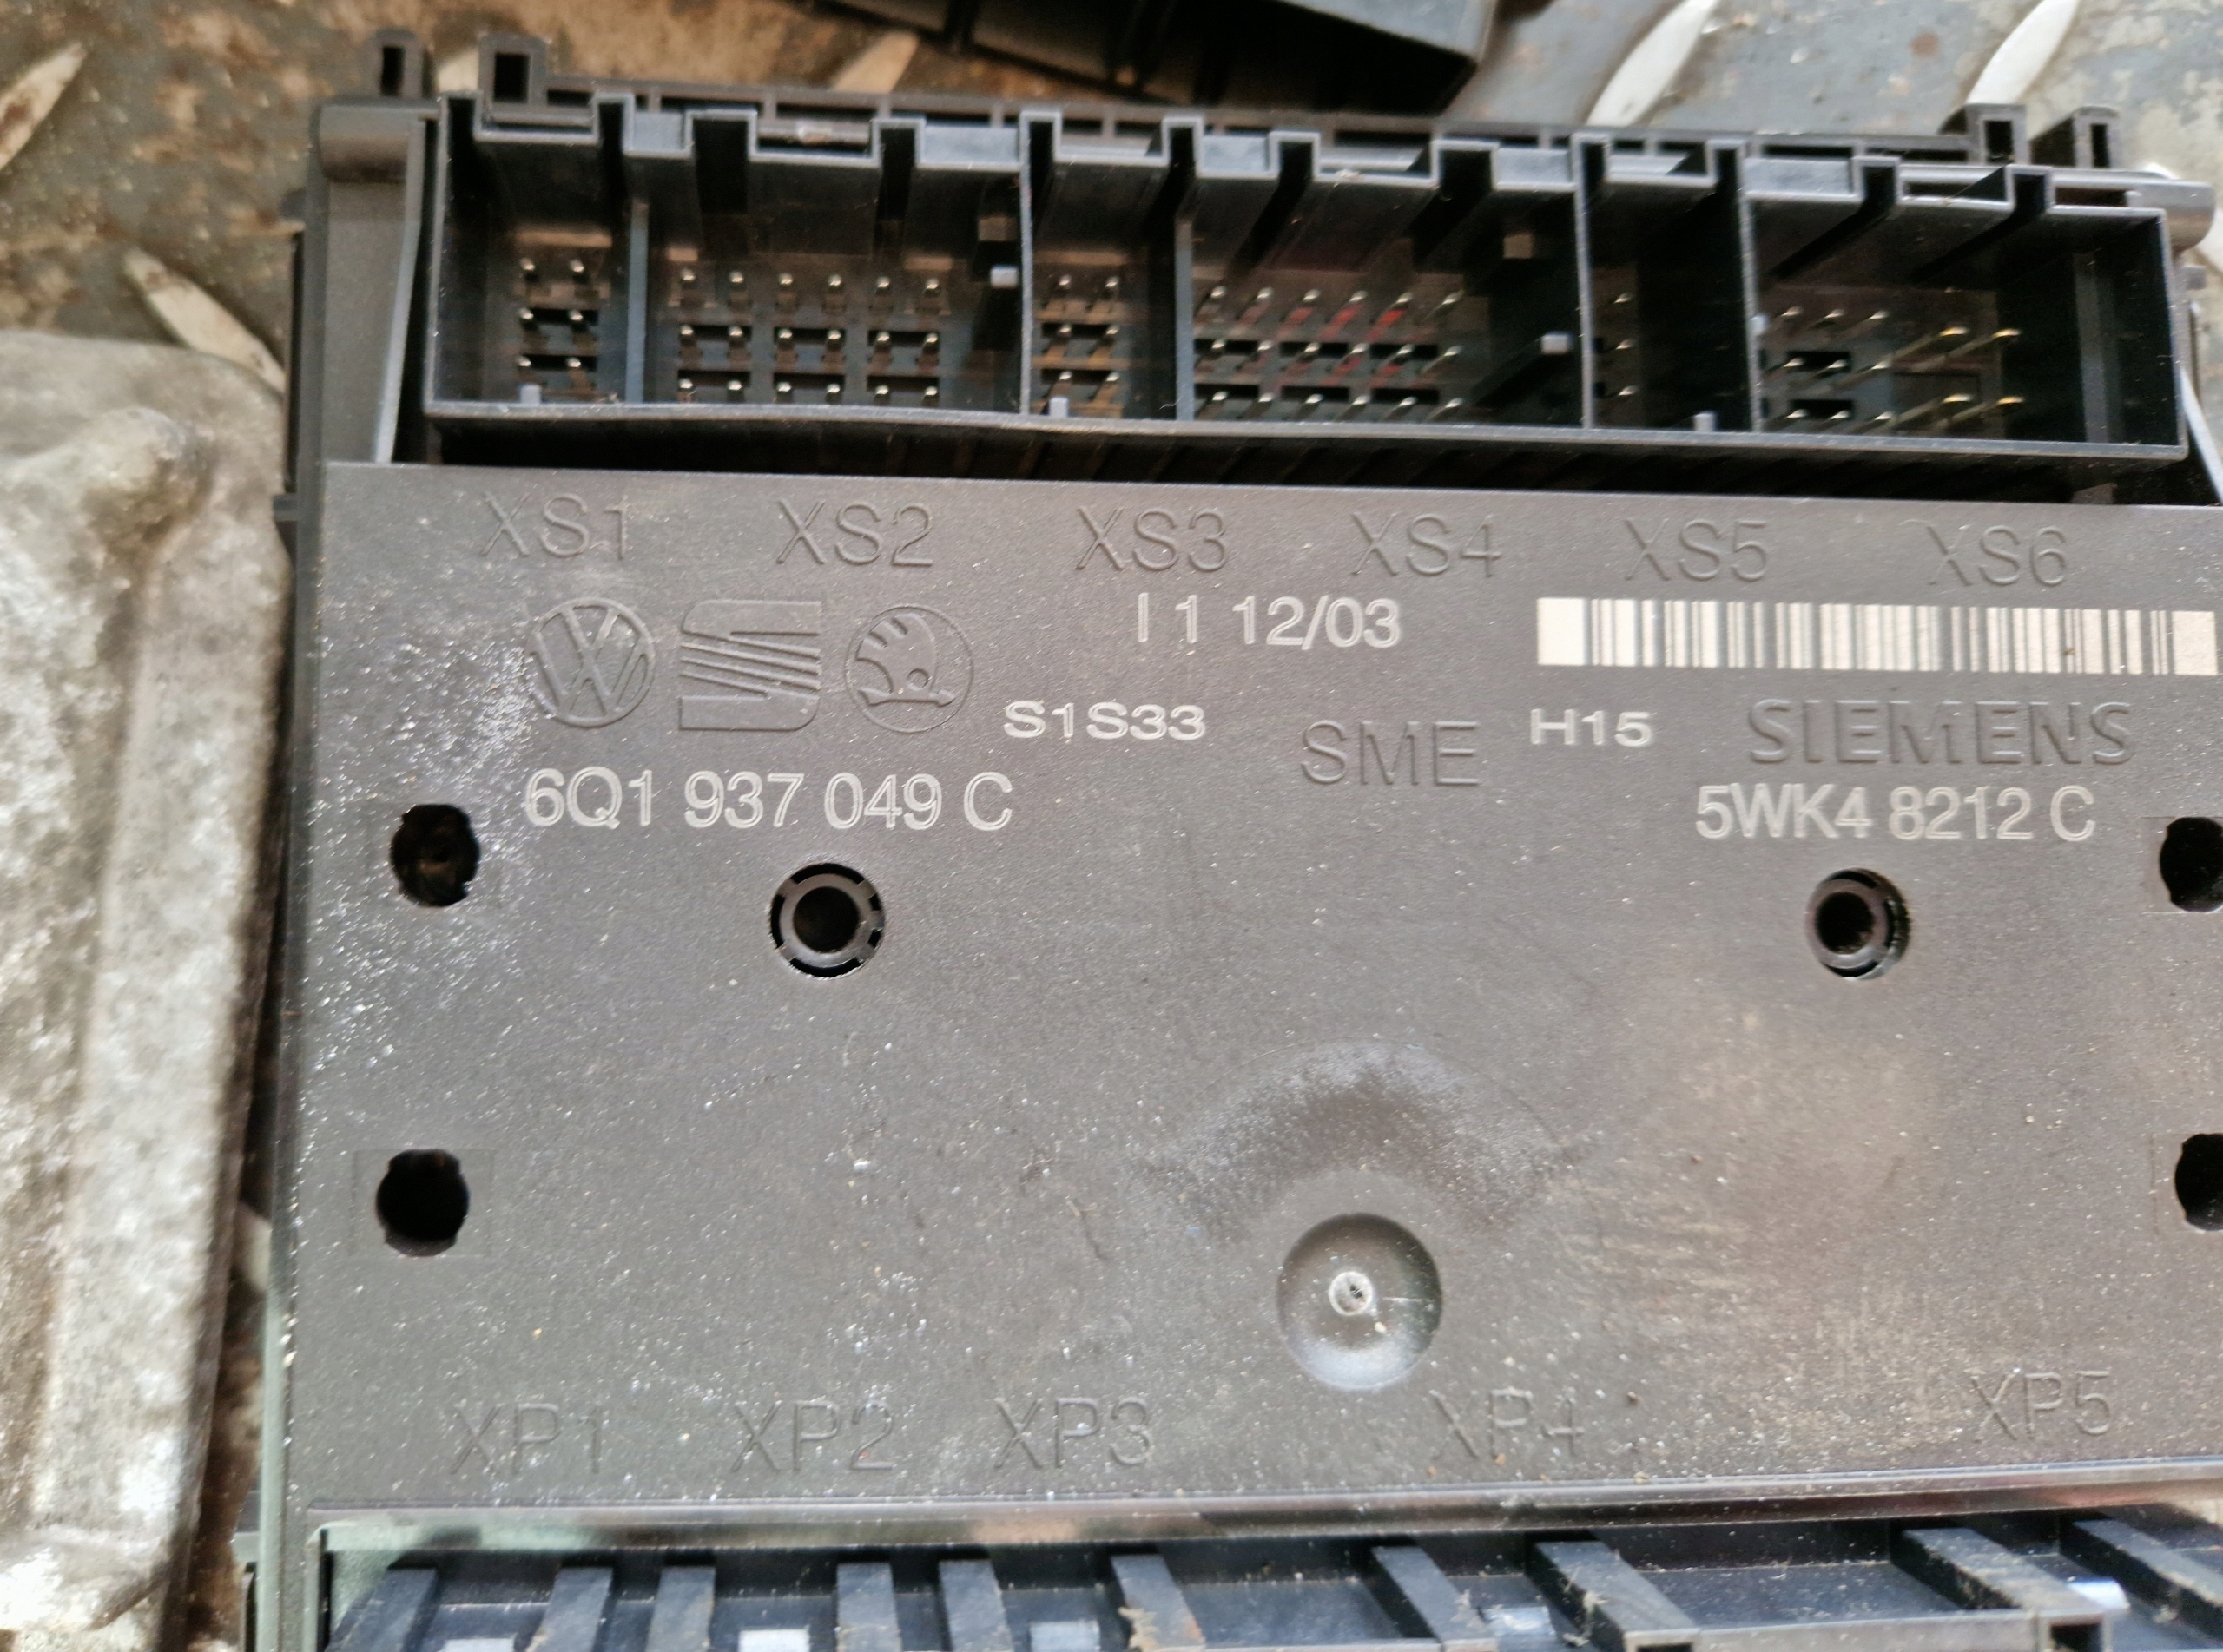 XS1 XS2 XS3 XS4 XS5 XS6
I 1 12/03
S1S33 SME H15 SIEMENS
6Q1 937 049 C 5WK4 8212 C
XP1 XP2 XP3 XP4 XP5